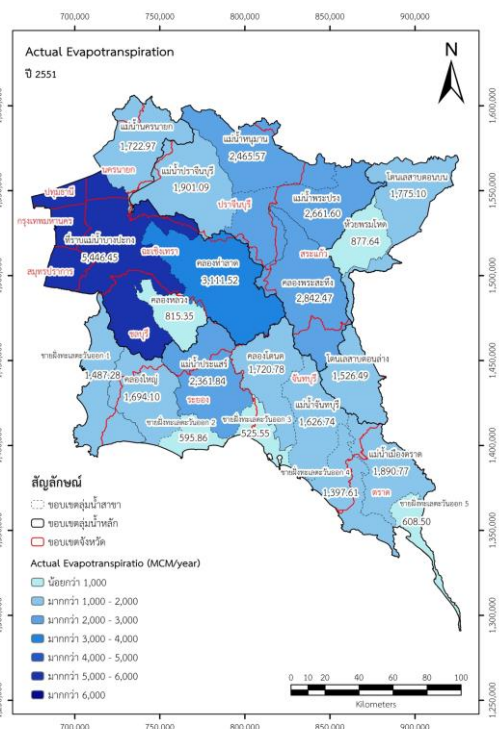 700,000 750,000 800,000 850,000 900,000
Actual Evapotranspiration
ปี 2551
N
1,600,000
1,550,000
1,500,000
1,450,000
1,400,000
1,350,000
1,300,000
1,250,000
แม่น้ำนครนายก
1,722.97
นครนายก
แม่น้ำหนุมาน
2,465.57
แม่น้ำปราจีนบุรี
1,901.09
ปราจีนบุรี
แม่น้ำพระปรง
2,661.60
โตนเลสาบตอนบน
1,775.10
ห้วยพรมโหด
877.64
ปทุมธานี
กรุงเทพมหานคร
ที่ราบแม่น้ำบางปะกง
5,446.45
สมุทรปราการ
ฉะเชิงเทรา
คลองท่าลาด
3,111.52
สระแก้ว
คลองพระสะทึง
2,842.47
คลองหลวง
815.35
ชลบุรี
ชายฝั่งทะเลตะวันออก 1
1,487.28
คลองใหญ่
1,694.10
แม่น้ำประแสร์
2,361.84
ระยอง
คลองโตนด
1,720.78
จันทบุรี
โตนเลสาบตอนล่าง
1,526.49
แม่น้ำจันทบุรี
1,626.74
ชายฝั่งทะเลตะวันออก 2
595.86
ชายฝั่งทะเลตะวันออก 3
525.55
ชายฝั่งทะเลตะวันออก 4
1,397.61
แม่น้ำเมืองตราด
1,890.77
ตราด
ชายฝั่งทะเลตะวันออก 5
608.50
สัญลักษณ์
ขอบเขตลุ่มน้ำสาขา
ขอบเขตลุ่มน้ำหลัก
ขอบเขตจังหวัด
Actual Evapotranspiratio (MCM/year)
น้อยกว่า 1,000
มากกว่า 1,000 - 2,000
มากกว่า 2,000 - 3,000
มากกว่า 3,000 - 4,000
มากกว่า 4,000 - 5,000
มากกว่า 5,000 - 6,000
มากกว่า 6,000
0 10 20 40 60 80 100
Kilometers
700,000 750,000 800,000 850,000 900,000